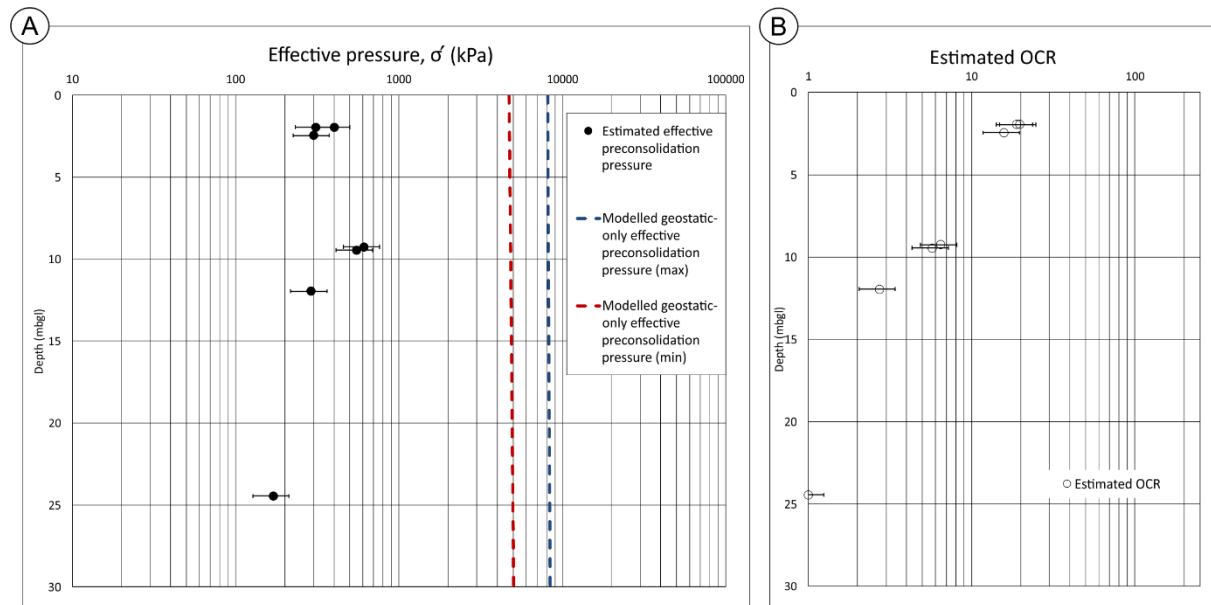 A
Effective pressure, σ′ (kPa)
10 100 1000 10000 100000
0
5
10
15
20
25
30
Depth (mbgl)
Estimated effective
preconsolidation
pressure
Modelled geostatic-
only effective
preconsolidation
pressure (max)
Modelled geostatic-
only effective
preconsolidation
pressure (min)
B
Estimated OCR
1 10 100
0
5
10
15
20
25
30
Depth (mbgl)
Estimated OCR